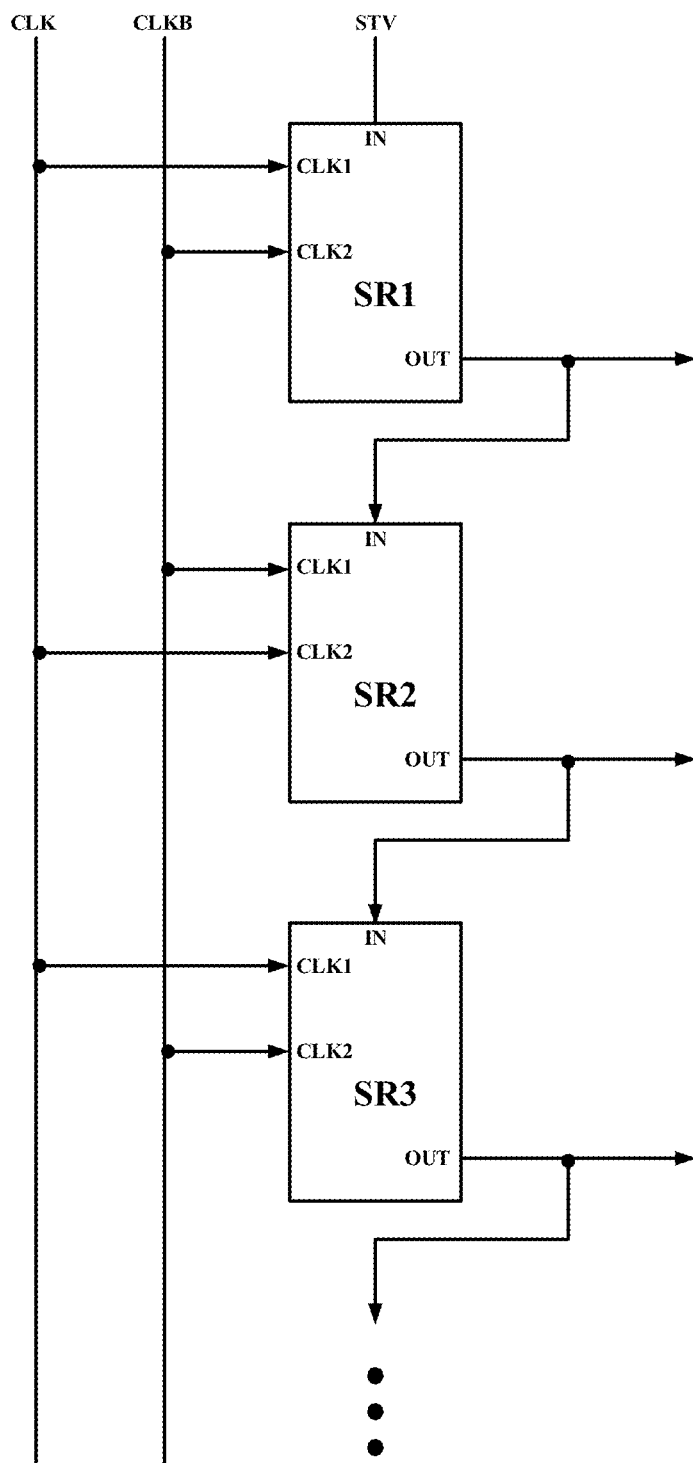 CLK CLKB STV
IN
CLK1
CLK2
SR1
OUT
IN
CLK1
CLK2
SR2
OUT
IN
CLK1
CLK2
SR3
OUT